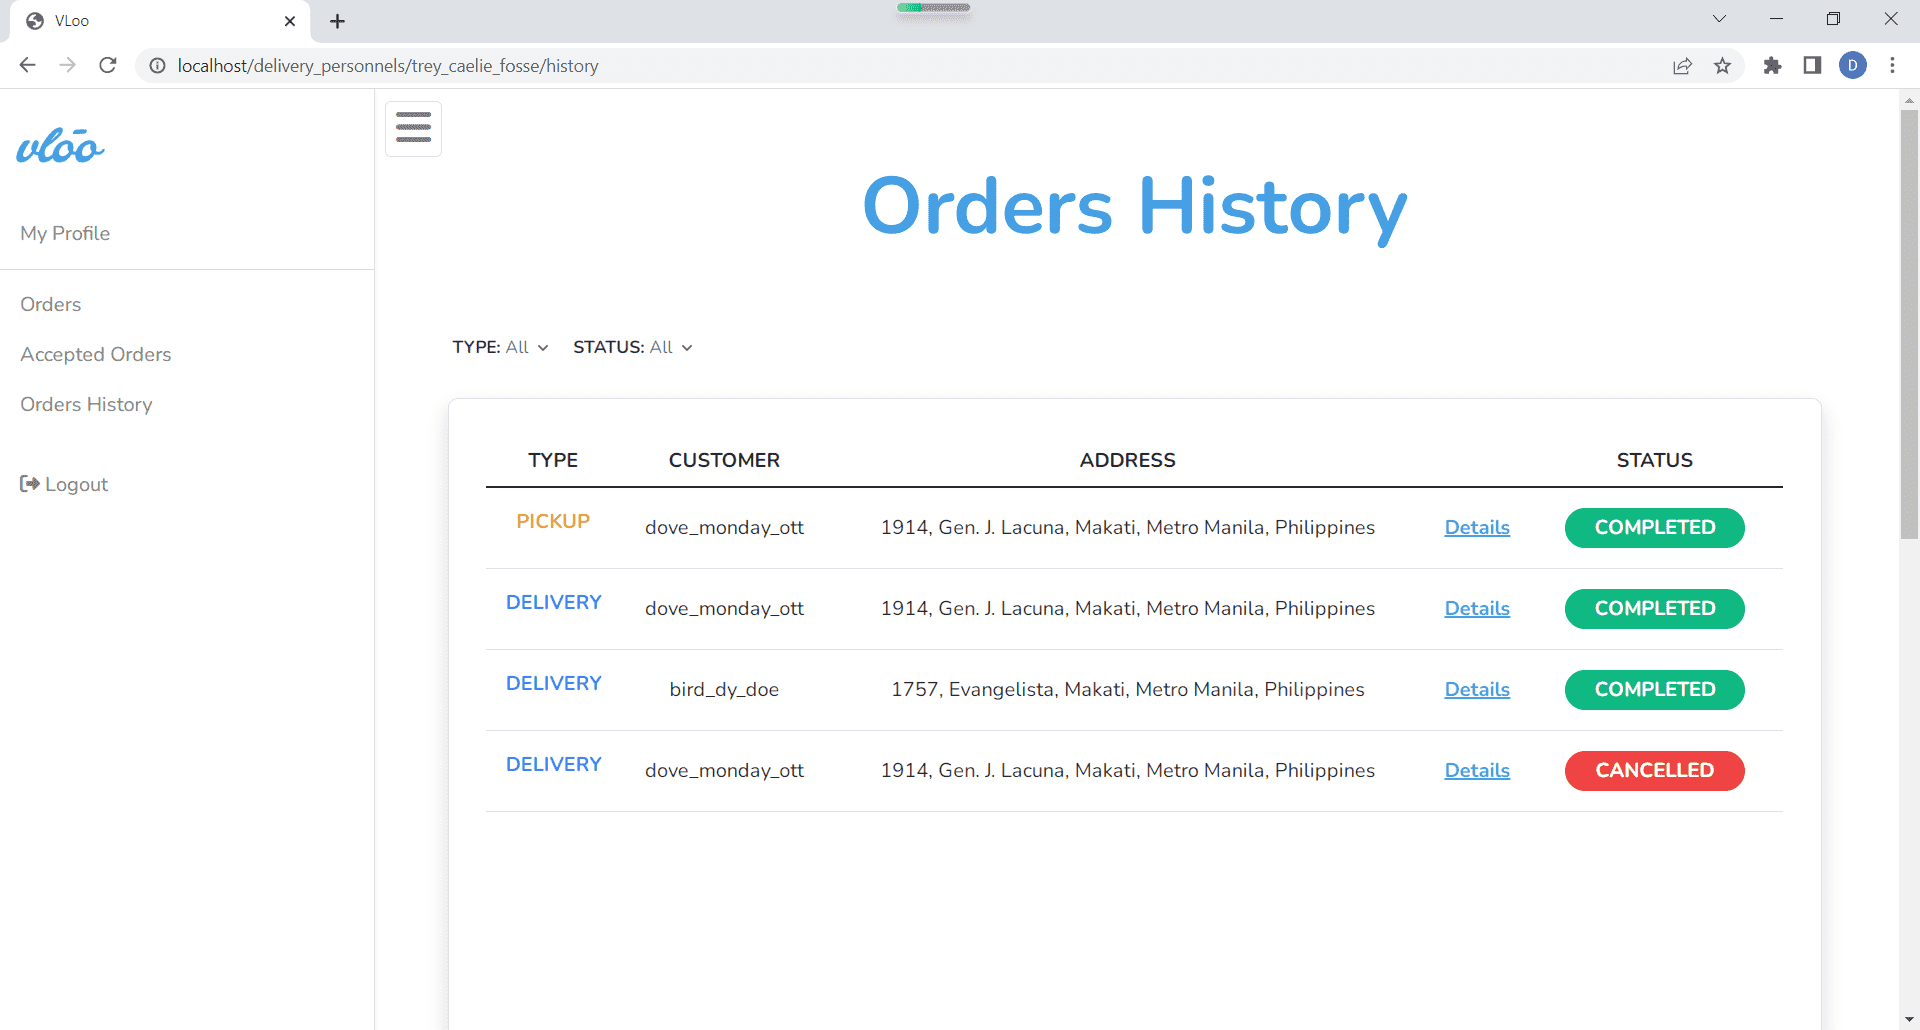 VLoo
localhost/delivery_personnels/trey_caelie_fosse/history
D
vlōo
My Profile
Orders
Accepted Orders
Orders History
Logout
Orders History
TYPE: All STATUS: All
TYPE CUSTOMER ADDRESS STATUS
PICKUP dove_monday_ott 1914, Gen. J. Lacuna, Makati, Metro Manila, Philippines Details COMPLETED
DELIVERY dove_monday_ott 1914, Gen. J. Lacuna, Makati, Metro Manila, Philippines Details COMPLETED
DELIVERY bird_dy_doe 1757, Evangelista, Makati, Metro Manila, Philippines Details COMPLETED
DELIVERY dove_monday_ott 1914, Gen. J. Lacuna, Makati, Metro Manila, Philippines Details CANCELLED